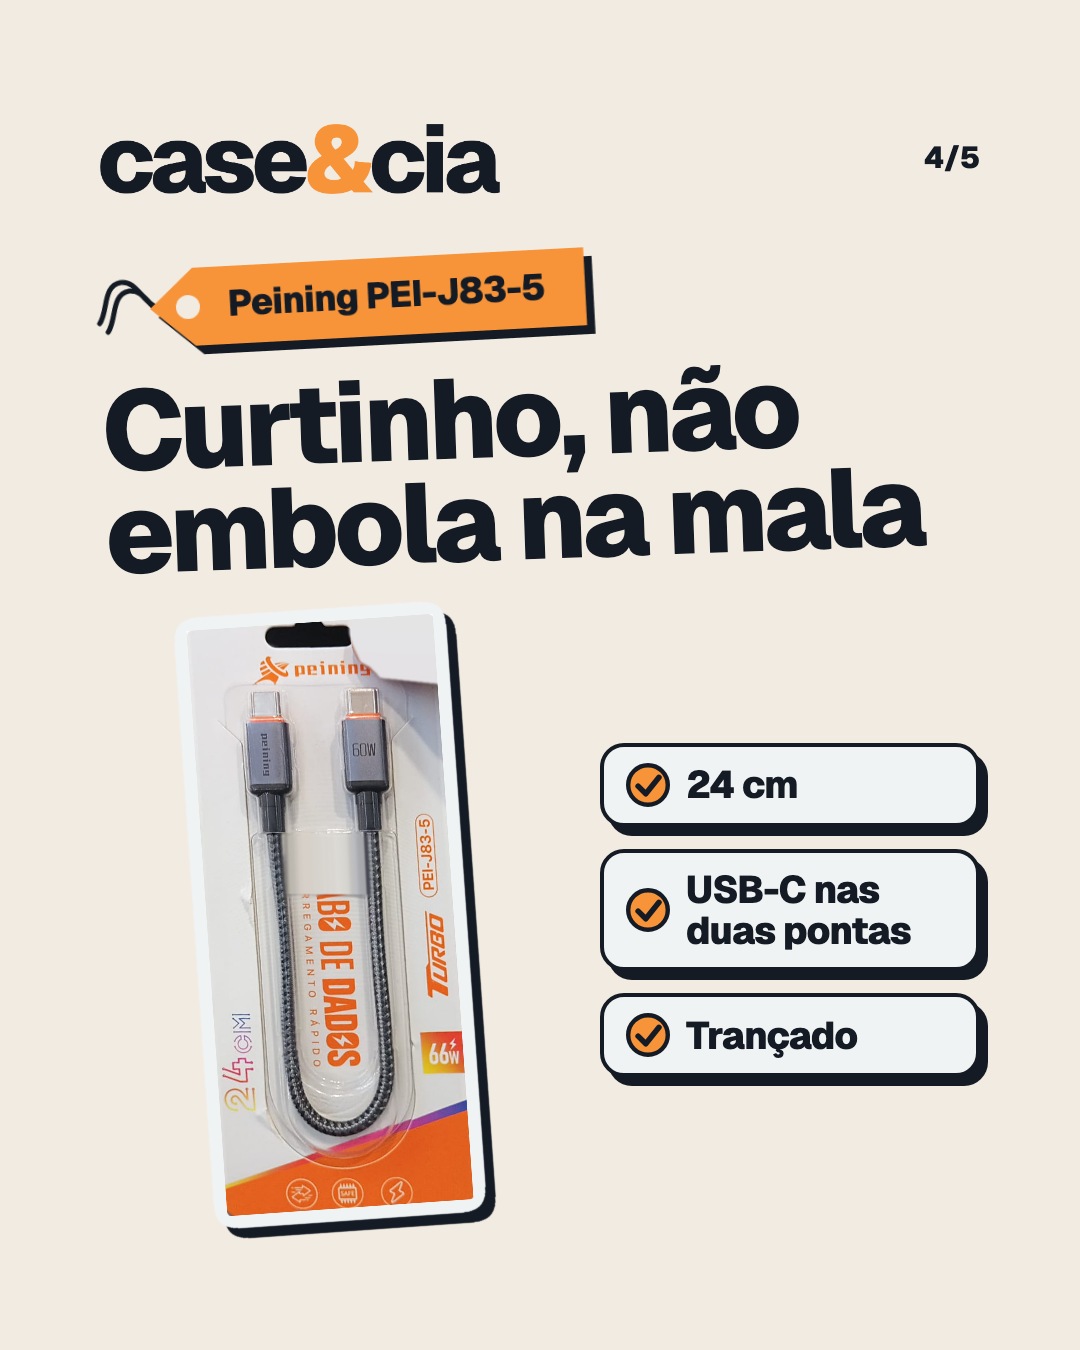 case&cia
4/5
Peining PEI-J83-5
Curtinho, não
embola na mala
peining
peining
60W
PEI-J83-5
TURBO
DE DADOS
RÁPIDO
66W
24CM
SAFE
24 cm
USB-C nas
duas pontas
Trançado